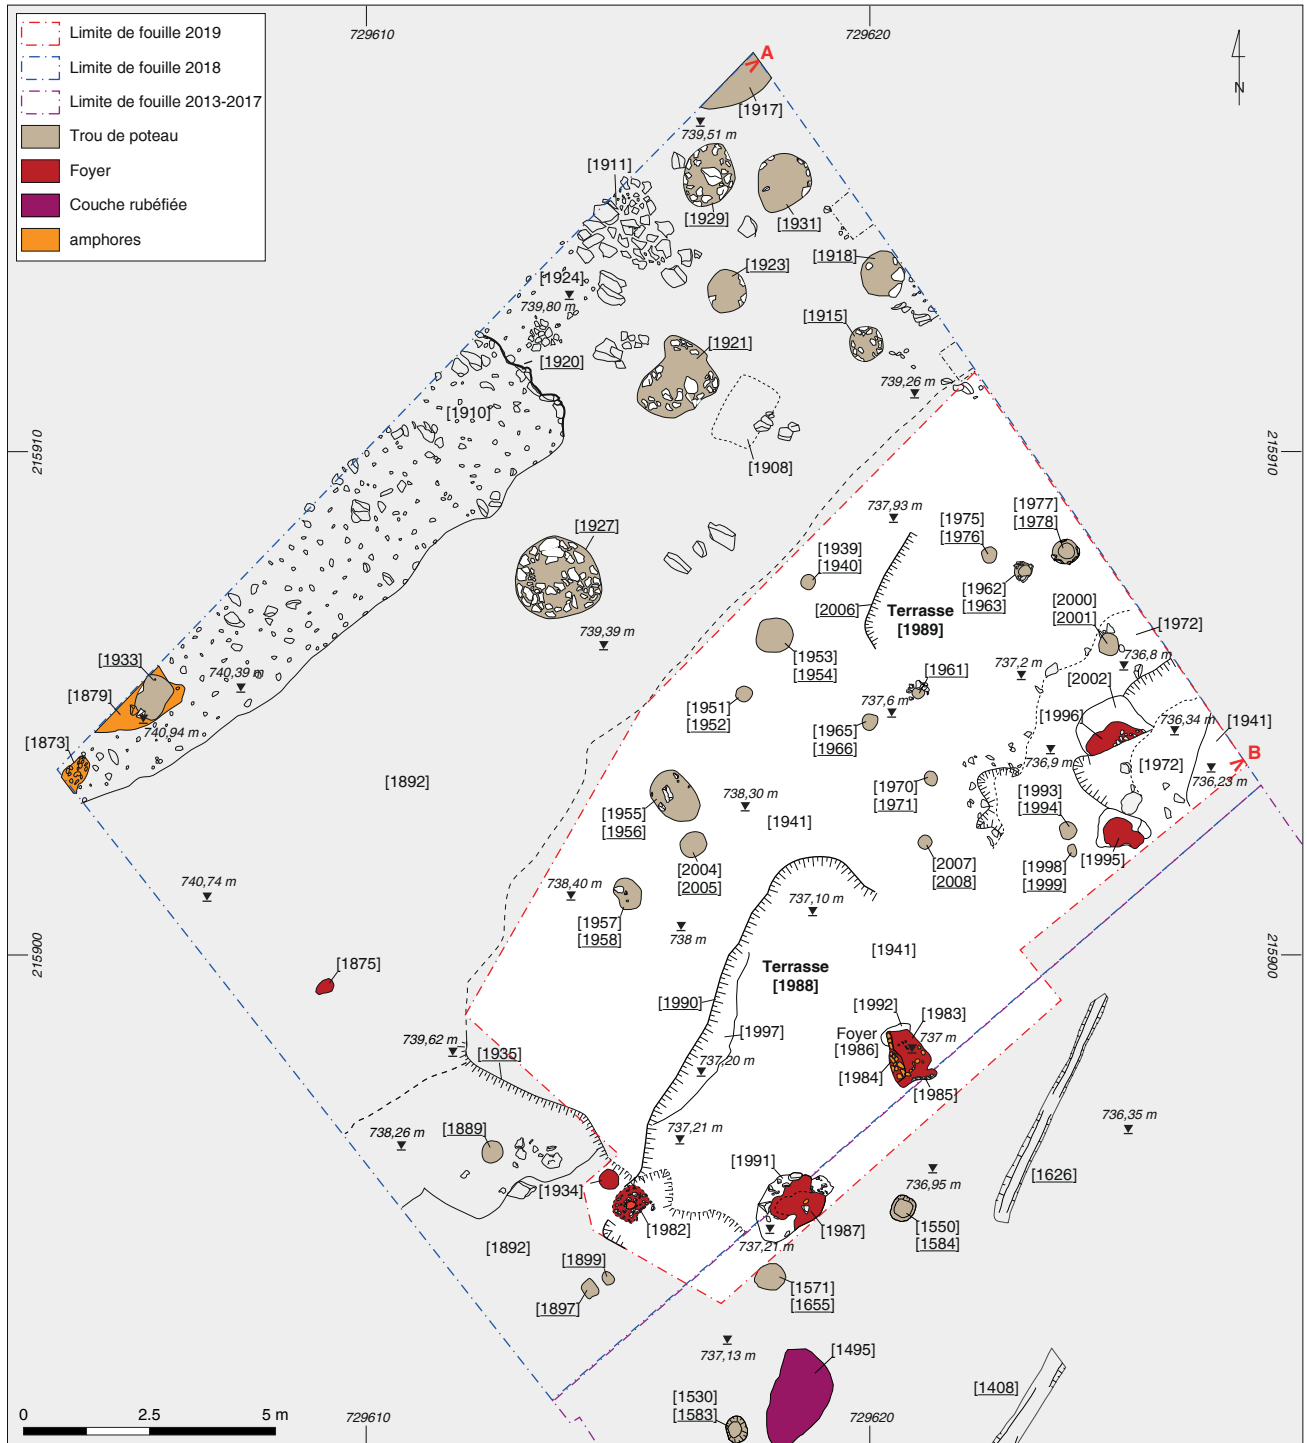 Limite de fouille 2019
Limite de fouille 2018
Limite de fouille 2013-2017
Trou de poteau
Foyer
Couche rubéfiée
amphores
729610
729620
A
N
[1917]
739,51 m
[1911]
[1929]
[1931]
[1918]
[1923]
[1924]
739,80 m
[1915]
[1921]
[1920]
739,26 m
[1910]
215910
215910
[1908]
737,93 m
[1977]
[1978]
[1975]
[1976]
[1927]
[1939]
[1940]
[1962]
[1963]
[2006]
Terrasse
[1989]
[2000]
[2001]
[1972]
739,39 m
[1953]
[1954]
[1933]
740,39 m
[1961]
737,2 m
736,8 m
[2002]
[1879]
[1951]
[1952]
737,6 m
[1996]
736,34 m
[1941]
740,94 m
[1965]
[1966]
[1873]
B
736,9 m
[1972]
736,23 m
[1892]
[1970]
[1971]
[1993]
[1994]
738,30 m
[1955]
[1956]
[1941]
[2004]
[2005]
[2007]
[2008]
[1998]
[1999]
[1995]
740,74 m
738,40 m
737,10 m
[1957]
[1958]
738 m
215900
215900
[1941]
Terrasse
[1988]
[1875]
[1990]
[1992]
[1983]
[1997]
Foyer
[1986]
737 m
739,62 m
[1935]
737,20 m
[1984]
[1985]
738,26 m
[1889]
737,21 m
736,35 m
[1991]
736,95 m
[1626]
[1934]
[1982]
[1987]
[1550]
[1584]
[1892]
737,21 m
[1899]
[1897]
[1571]
[1655]
737,13 m
[1495]
[1530]
[1583]
[1408]
0 2.5 5 m
729610
729620